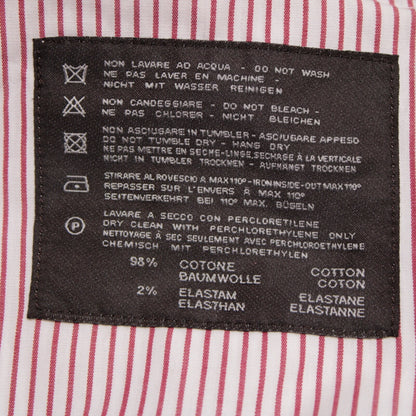 NON LAVARE AD ACQUA - DO NOT WASH
NE PAS LAVER EN MACHINE -
NICHT MIT WASSER REINIGEN
NON CANDEGGIARE - DO NOT BLEACH -
NE PAS CHLORER - NICHT BLEICHEN
NON ASCIUGARE IN TUMBLER - ASCIUGARE APPESO
DO NOT TUMBLE DRY - HANG DRY
NE PAS METTRE EN SECHE-LINGE, SECHAGE À LA VERTICALE
NICHT IM TROCKNER TROCKNEN - AUFHANGT TROCKNEN
STIRARE AL ROVESCIO A MAX 110° - IRON INSIDE-OUT MAX 110°
REPASSER SUR L'ENVERS À MAX 110°
SEITENVERKEHRT BEI 110° MAX. BÜGELN
LAVARE A SECCO CON PERCLORETILENE
DRY CLEAN WITH PERCHLORETHYLENE ONLY
NETTOYAGE À SEC SEULEMENT AVEC PERCHLOROETHYLENE
CHEMISCH MIT PERCHLORETHYLEN
P
98% COTONE COTTON
BAUMWOLLE COTON
2% ELASTAM ELASTANE
ELASTHAN ELASTANNE